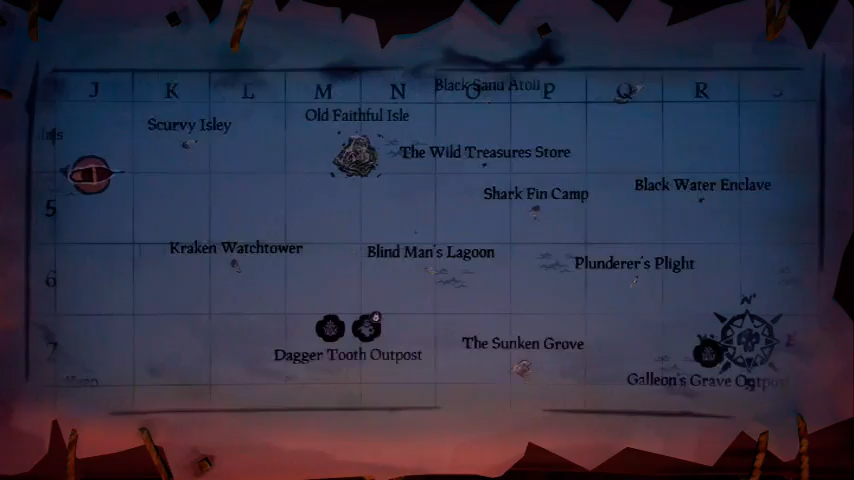 J K L M N O P Q R S
Black Sand Atoll
Old Faithful Isle
Scurvy Isley
The Wild Treasures Store
Black Water Enclave
Shark Fin Camp
5
Kraken Watchtower
Blind Man's Lagoon
Plunderer's Plight
6
N
The Sunken Grove
7
Dagger Tooth Outpost
Galleon's Grave Outpost